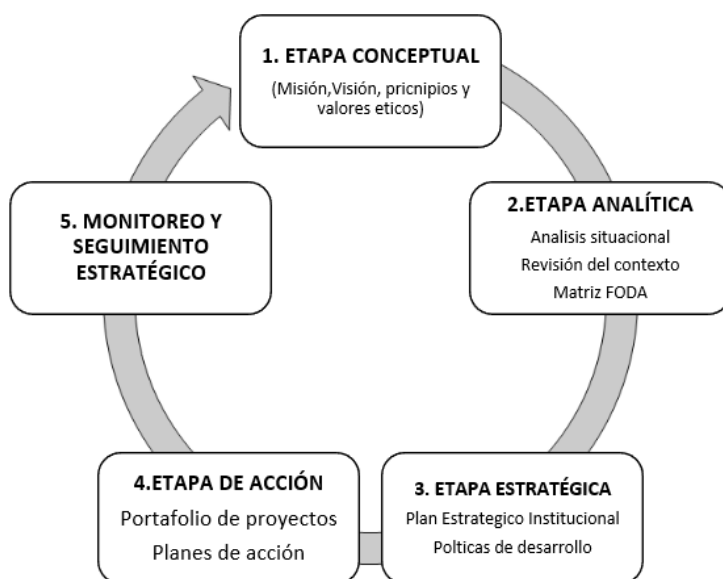 1. ETAPA CONCEPTUAL
(Misión,Visión, pricnipios y
valores eticos)
2.ETAPA ANALÍTICA
Analisis situacional
Revisión del contexto
Matriz FODA
3. ETAPA ESTRATÉGICA
Plan Estrategico Institucional
Polticas de desarrollo
4.ETAPA DE ACCIÓN
Portafolio de proyectos
Planes de acción
5. MONITOREO Y
SEGUIMIENTO
ESTRATÉGICO